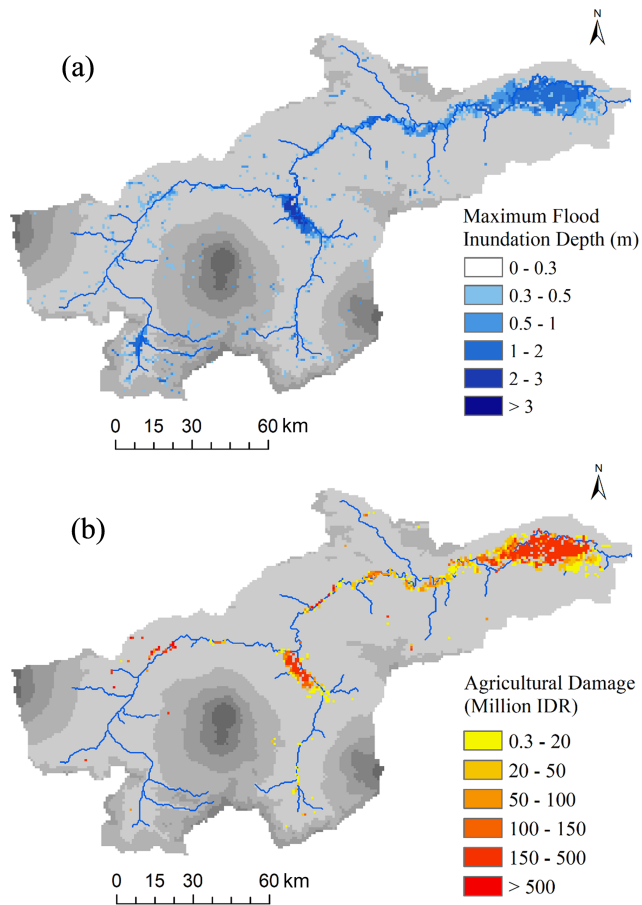 N
(a)
Maximum Flood
Inundation Depth (m)
0 - 0.3
0.3 - 0.5
0.5 - 1
1 - 2
2 - 3
> 3
0 15 30 60 km
N
(b)
Agricultural Damage
(Million IDR)
0.3 - 20
20 - 50
50 - 100
100 - 150
150 - 500
> 500
0 15 30 60 km